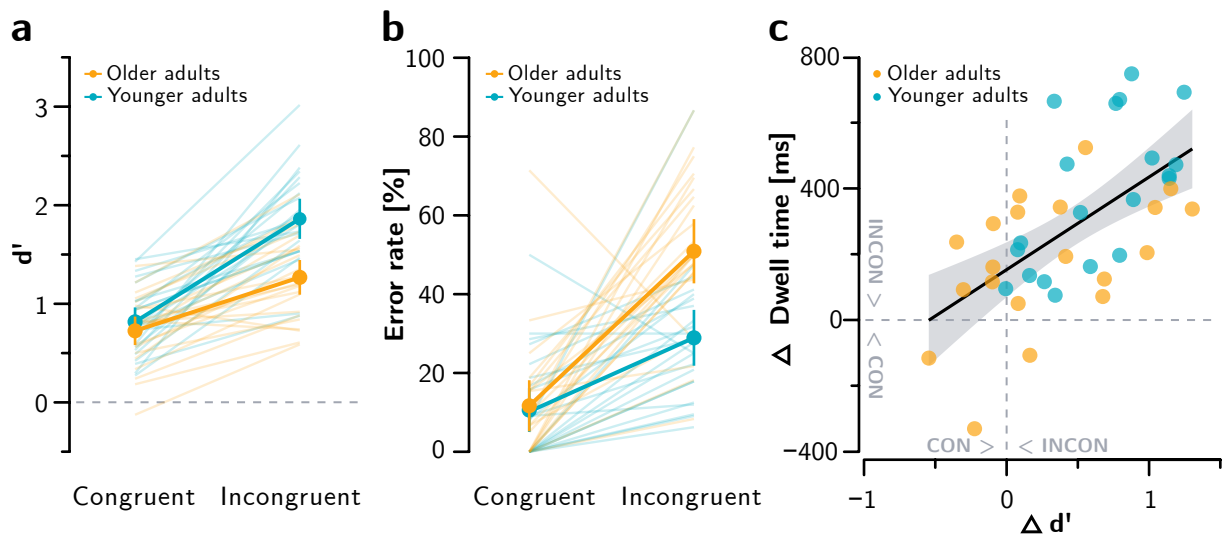 a
d'
3
2
1
0
Older adults
Younger adults
Congruent Incongruent
b
Error rate [%]
100
80
60
40
20
0
Older adults
Younger adults
Congruent Incongruent
c
Δ Dwell time [ms]
800
400
0
−400
Older adults
Younger adults
INCON >
< CON
CON > < INCON
−1 0 1
Δ d'